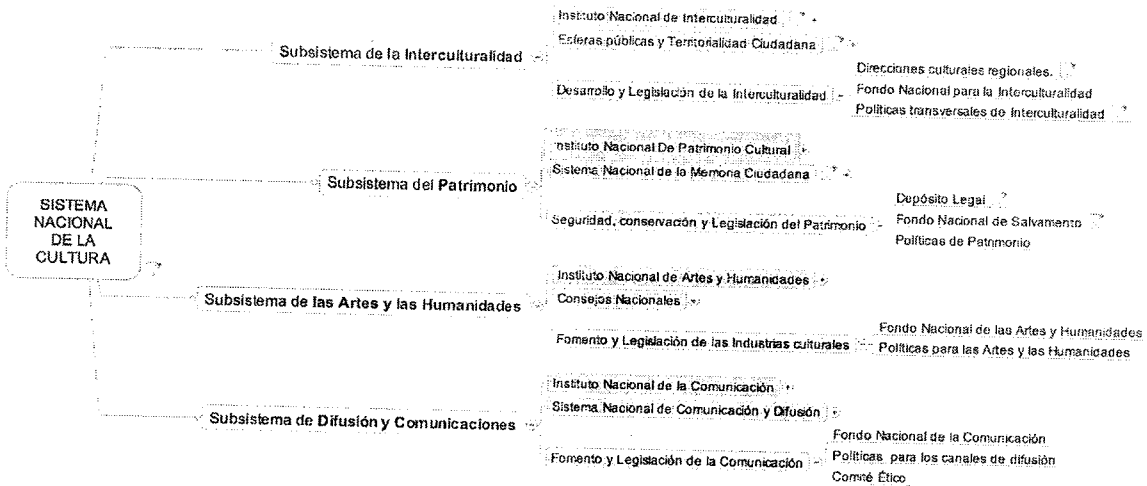 SISTEMA
NACIONAL
DE LA
CULTURA
Subsistema de la Interculturalidad
Instituto Nacional de Interculturalidad
Esferas públicas y Territorialidad Ciudadana
Desarrollo y Legislación de la Interculturalidad
Direcciones culturales regionales.
Fondo Nacional para la Interculturalidad
Políticas transversales de Interculturalidad
Subsistema del Patrimonio
Instituto Nacional De Patrimonio Cultural
Sistema Nacional de la Memoria Ciudadana
Seguridad, conservación y Legislación del Patrimonio
Depósito Legal
Fondo Nacional de Salvamento
Políticas de Patrimonio
Subsistema de las Artes y las Humanidades
Instituto Nacional de Artes y Humanidades
Consejos Nacionales
Fomento y Legislación de las Industrias culturales
Fondo Nacional de las Artes y Humanidades
Políticas para las Artes y las Humanidades
Subsistema de Difusión y Comunicaciones
Instituto Nacional de la Comunicación
Sistema Nacional de Comunicación y Difusión
Fomento y Legislación de la Comunicación
Fondo Nacional de la Comunicación
Políticas para los canales de difusión
Comité Ético